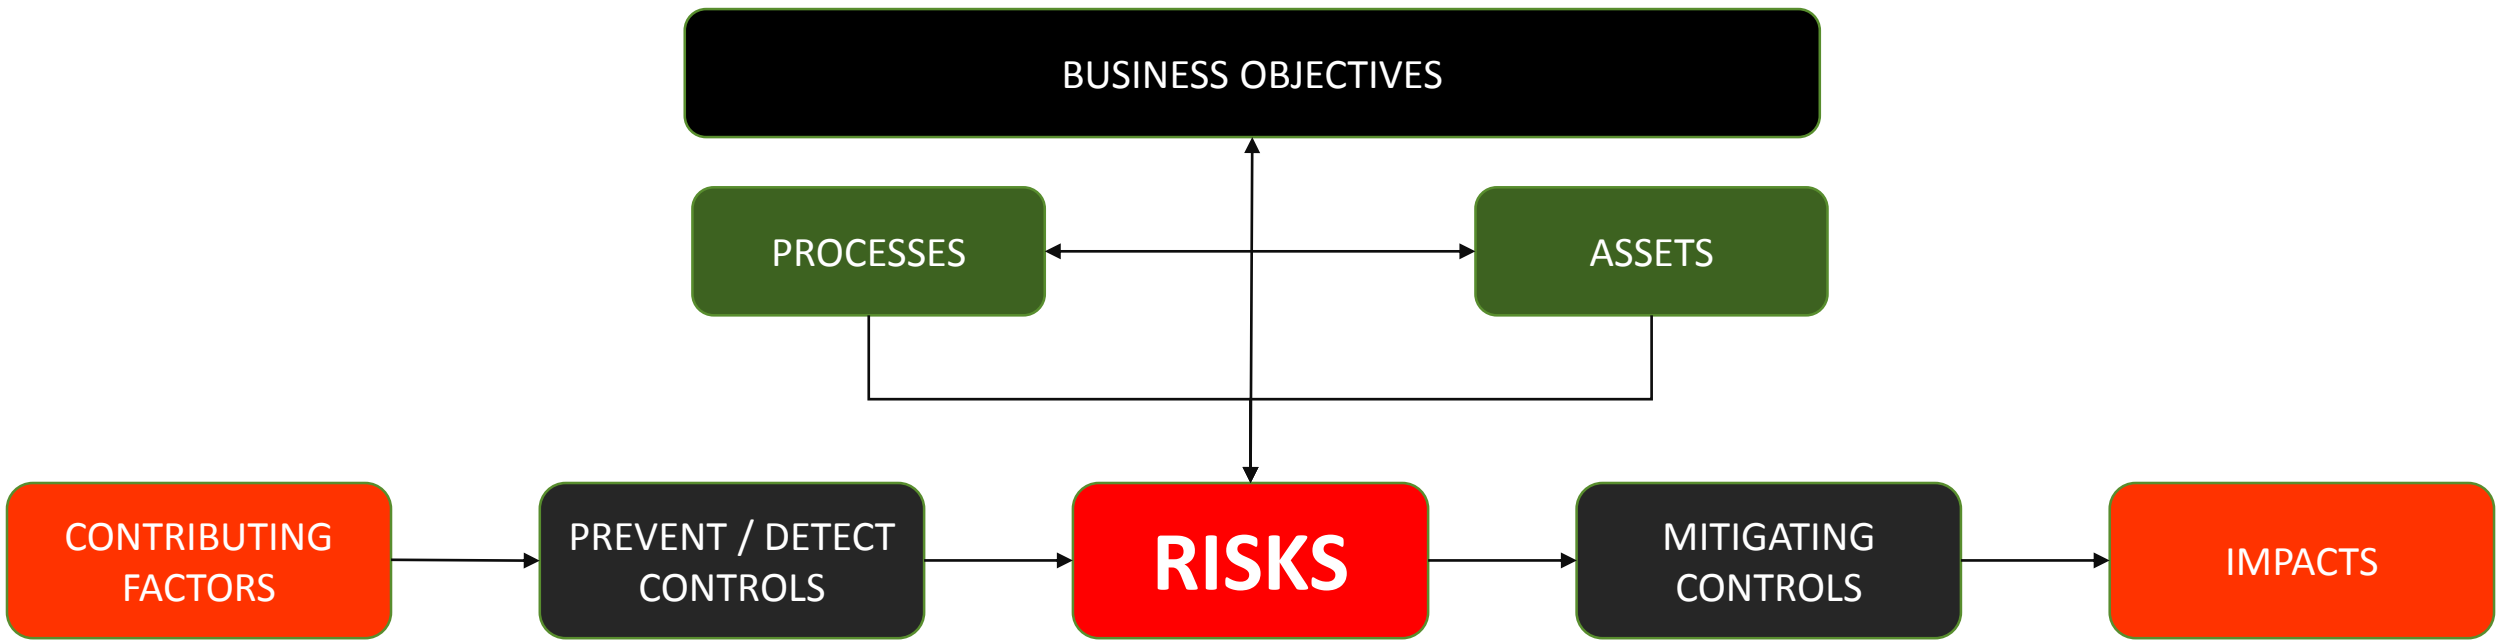 BUSINESS OBJECTIVES
PROCESSES
ASSETS
CONTRIBUTING
FACTORS
PREVENT / DETECT
CONTROLS
RISKS
MITIGATING
CONTROLS
IMPACTS